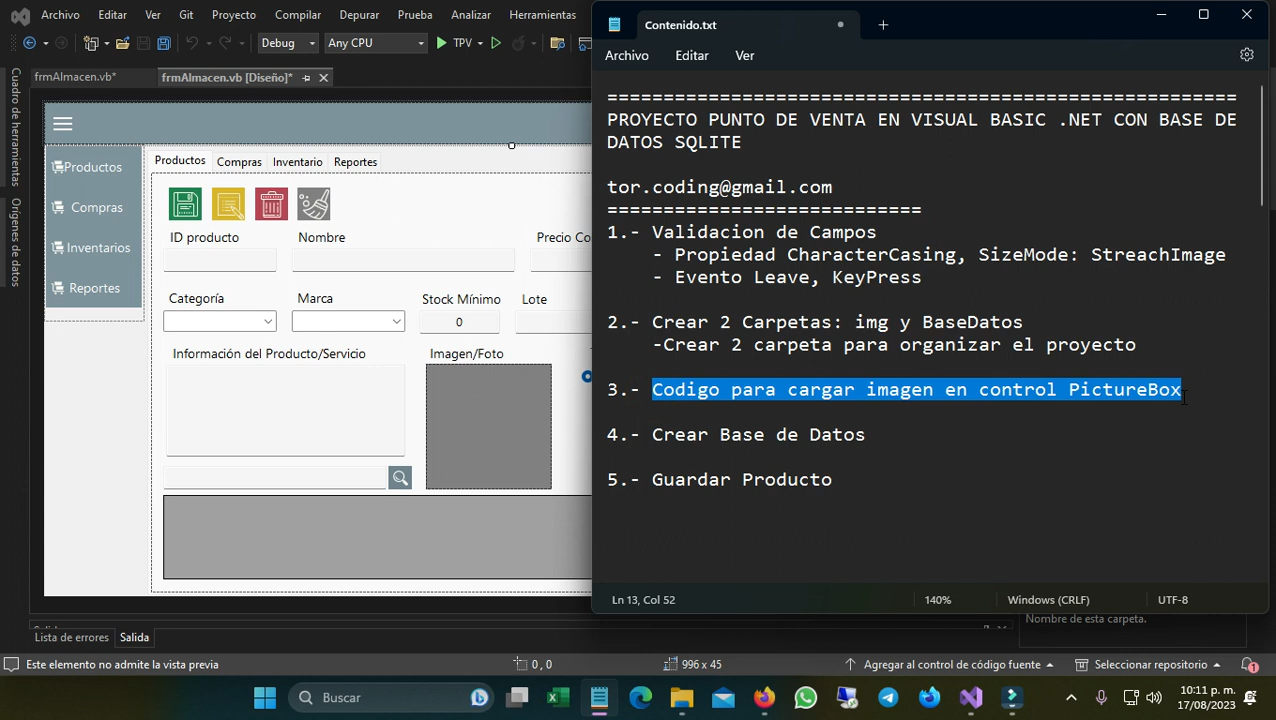 Archivo Editar Ver Git Proyecto Compilar Depurar Prueba Analizar Herramientas
Debug Any CPU TPV
frmAlmacen.vb* frmAlmacen.vb [Diseño]*
Cuadro de herramientas
Orígenes de datos
Productos
Compras
Inventarios
Reportes
Productos Compras Inventario Reportes
ID producto Nombre Precio Co
Categoría Marca Stock Mínimo Lote
0
Información del Producto/Servicio Imagen/Foto
Contenido.txt
Archivo Editar Ver
========================================================
PROYECTO PUNTO DE VENTA EN VISUAL BASIC .NET CON BASE DE
DATOS SQLITE
tor.coding@gmail.com
============================
1.- Validacion de Campos
- Propiedad CharacterCasing, SizeMode: StreachImage
- Evento Leave, KeyPress
2.- Crear 2 Carpetas: img y BaseDatos
-Crear 2 carpeta para organizar el proyecto
3.- Codigo para cargar imagen en control PictureBox
4.- Crear Base de Datos
5.- Guardar Producto
Ln 13, Col 52 140% Windows (CRLF) UTF-8
Nombre de esta carpeta.
Lista de errores Salida
Este elemento no admite la vista previa 0 , 0 996 x 45 Agregar al control de código fuente Seleccionar repositorio 1
Buscar
10:11 p. m.
17/08/2023